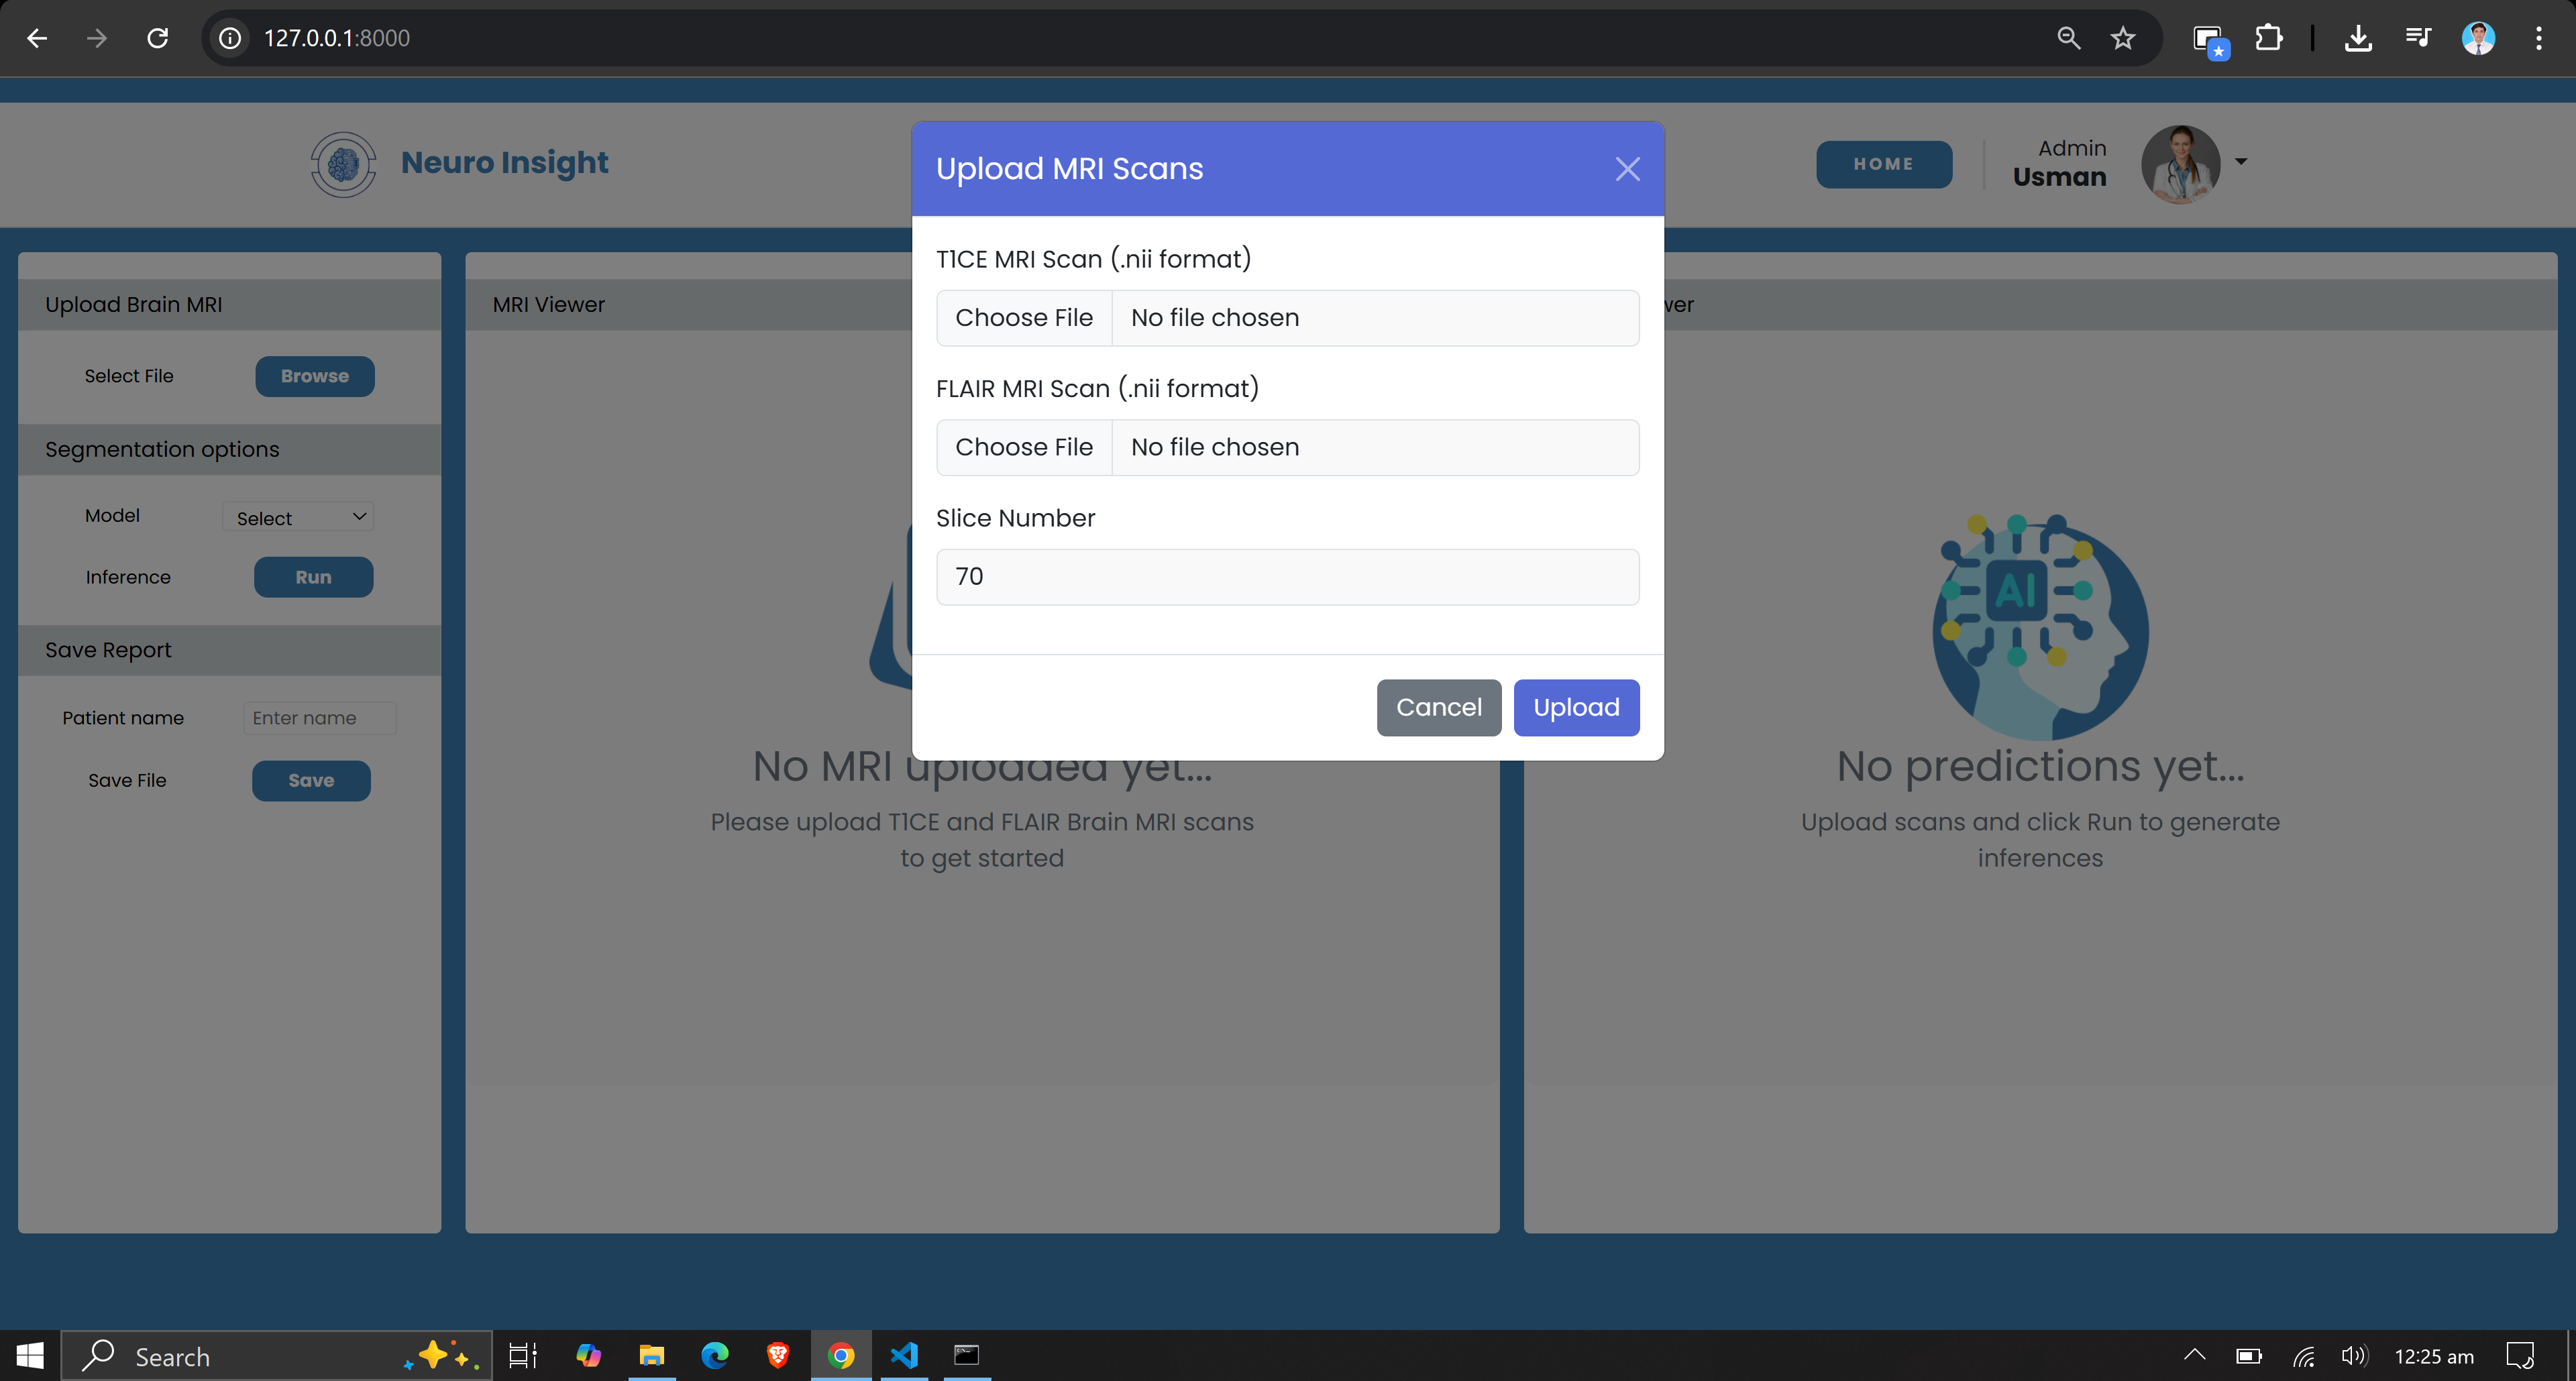 127.0.0.1:8000
Neuro Insight
HOME
Admin
Usman
Upload MRI Scans
T1CE MRI Scan (.nii format)
Choose File No file chosen
FLAIR MRI Scan (.nii format)
Choose File No file chosen
Slice Number
70
Cancel Upload
Upload Brain MRI
Select File Browse
Segmentation options
Model Select
Inference Run
Save Report
Patient name Enter name
Save File Save
MRI Viewer
No MRI uploaded yet...
Please upload T1CE and FLAIR Brain MRI scans
to get started
wer
AI
No predictions yet...
Upload scans and click Run to generate
inferences
Search
12:25 am